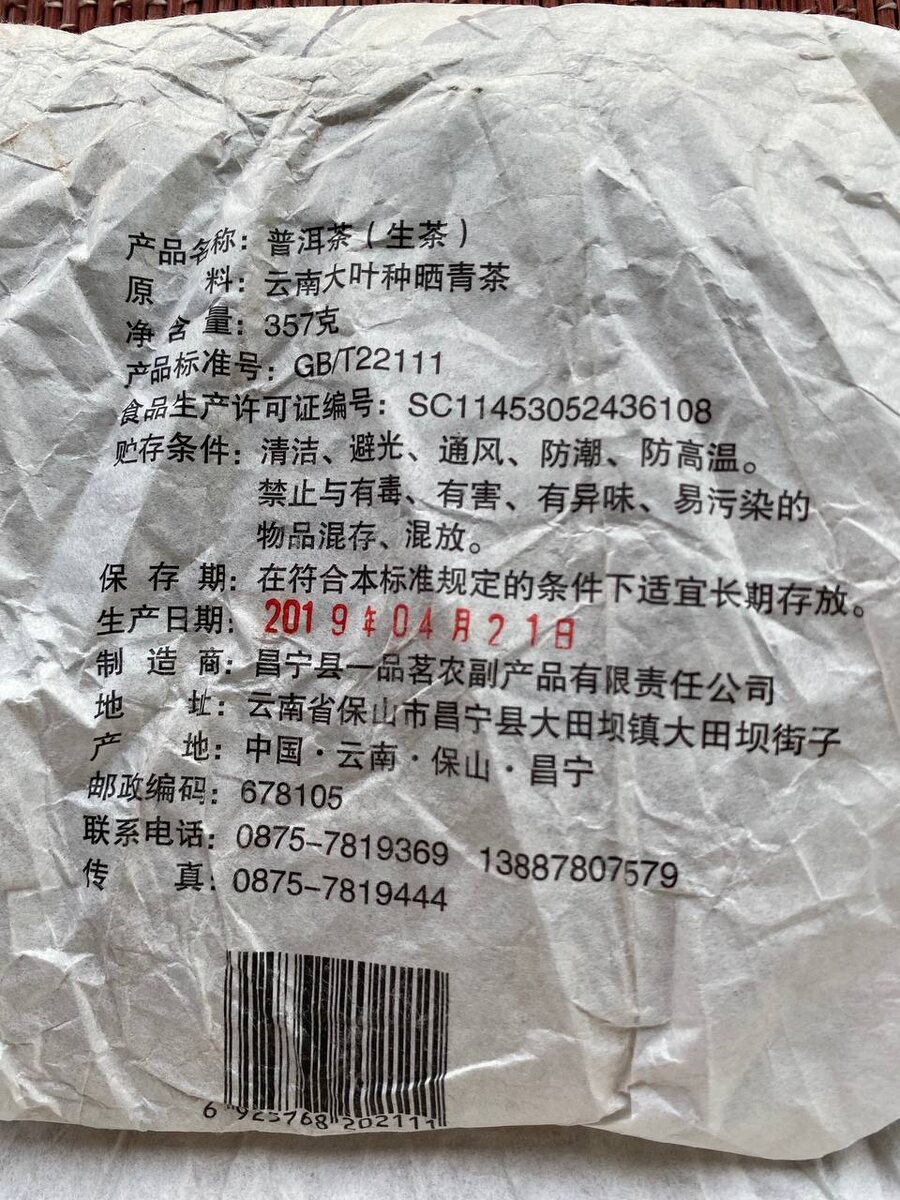 产品名称：普洱茶（生茶）
原料：云南大叶种晒青茶
净含量：357克
产品标准号：GB/T22111
食品生产许可证编号：SC11453052436108
贮存条件：清洁、避光、通风、防潮、防高温。
禁止与有毒、有害、有异味、易污染的
物品混存、混放。
保存期：在符合本标准规定的条件下适宜长期存放。
生产日期：2019年04月21日
制造商：昌宁县一品茗农副产品有限责任公司
地址：云南省保山市昌宁县大田坝镇大田坝街子
产地：中国·云南·保山·昌宁
邮政编码：678105
联系电话：0875-7819369 13887807579
传真：0875-7819444
6 923768 202111